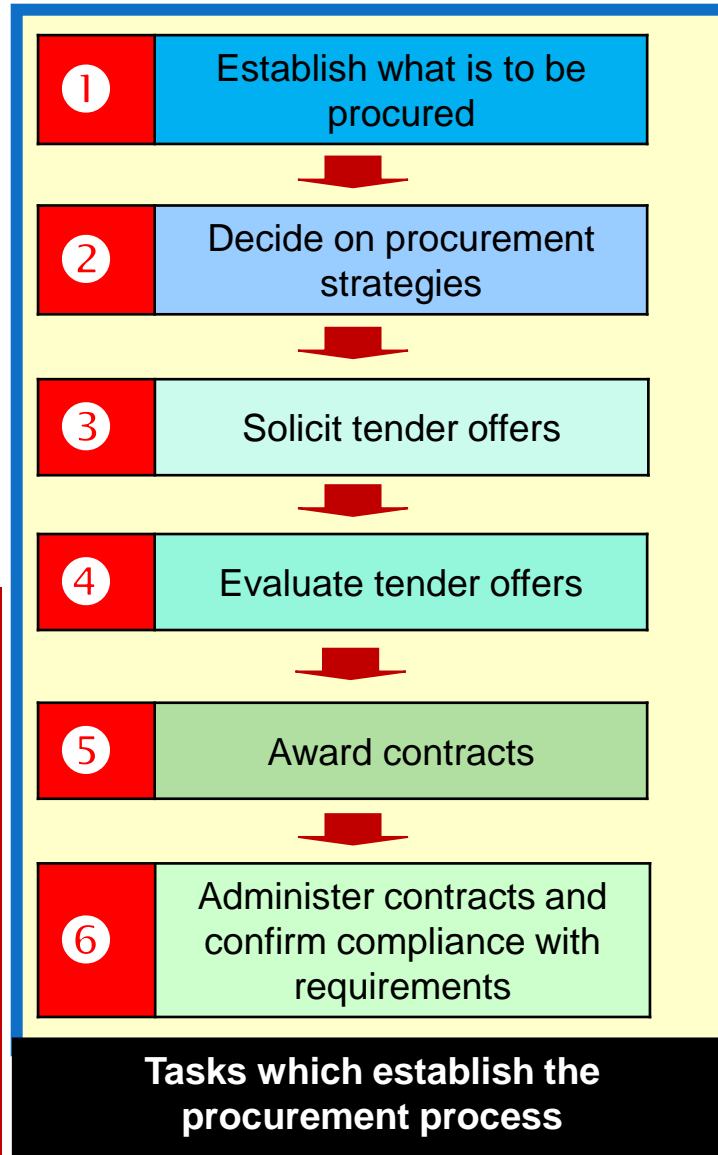 1
Establish what is to be
procured
2
Decide on procurement
strategies
3
Solicit tender offers
4
Evaluate tender offers
5
Award contracts
6
Administer contracts and
confirm compliance with
requirements
Tasks which establish the
procurement process